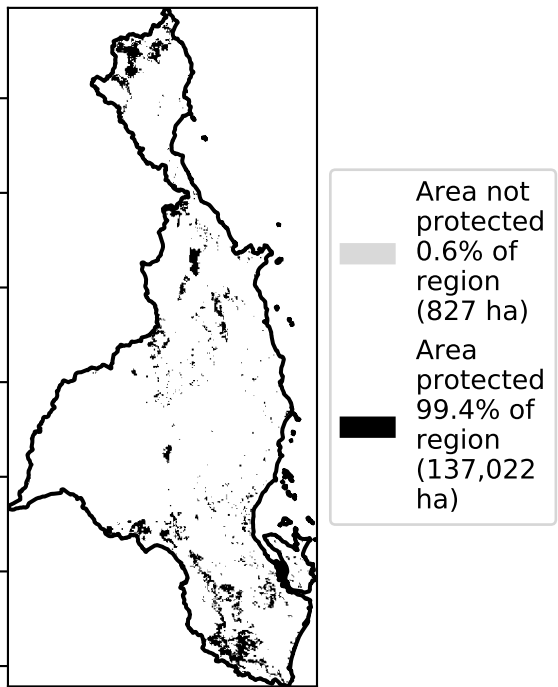 Area not
protected
0.6% of
region
(827 ha)
Area
protected
99.4% of
region
(137,022
ha)